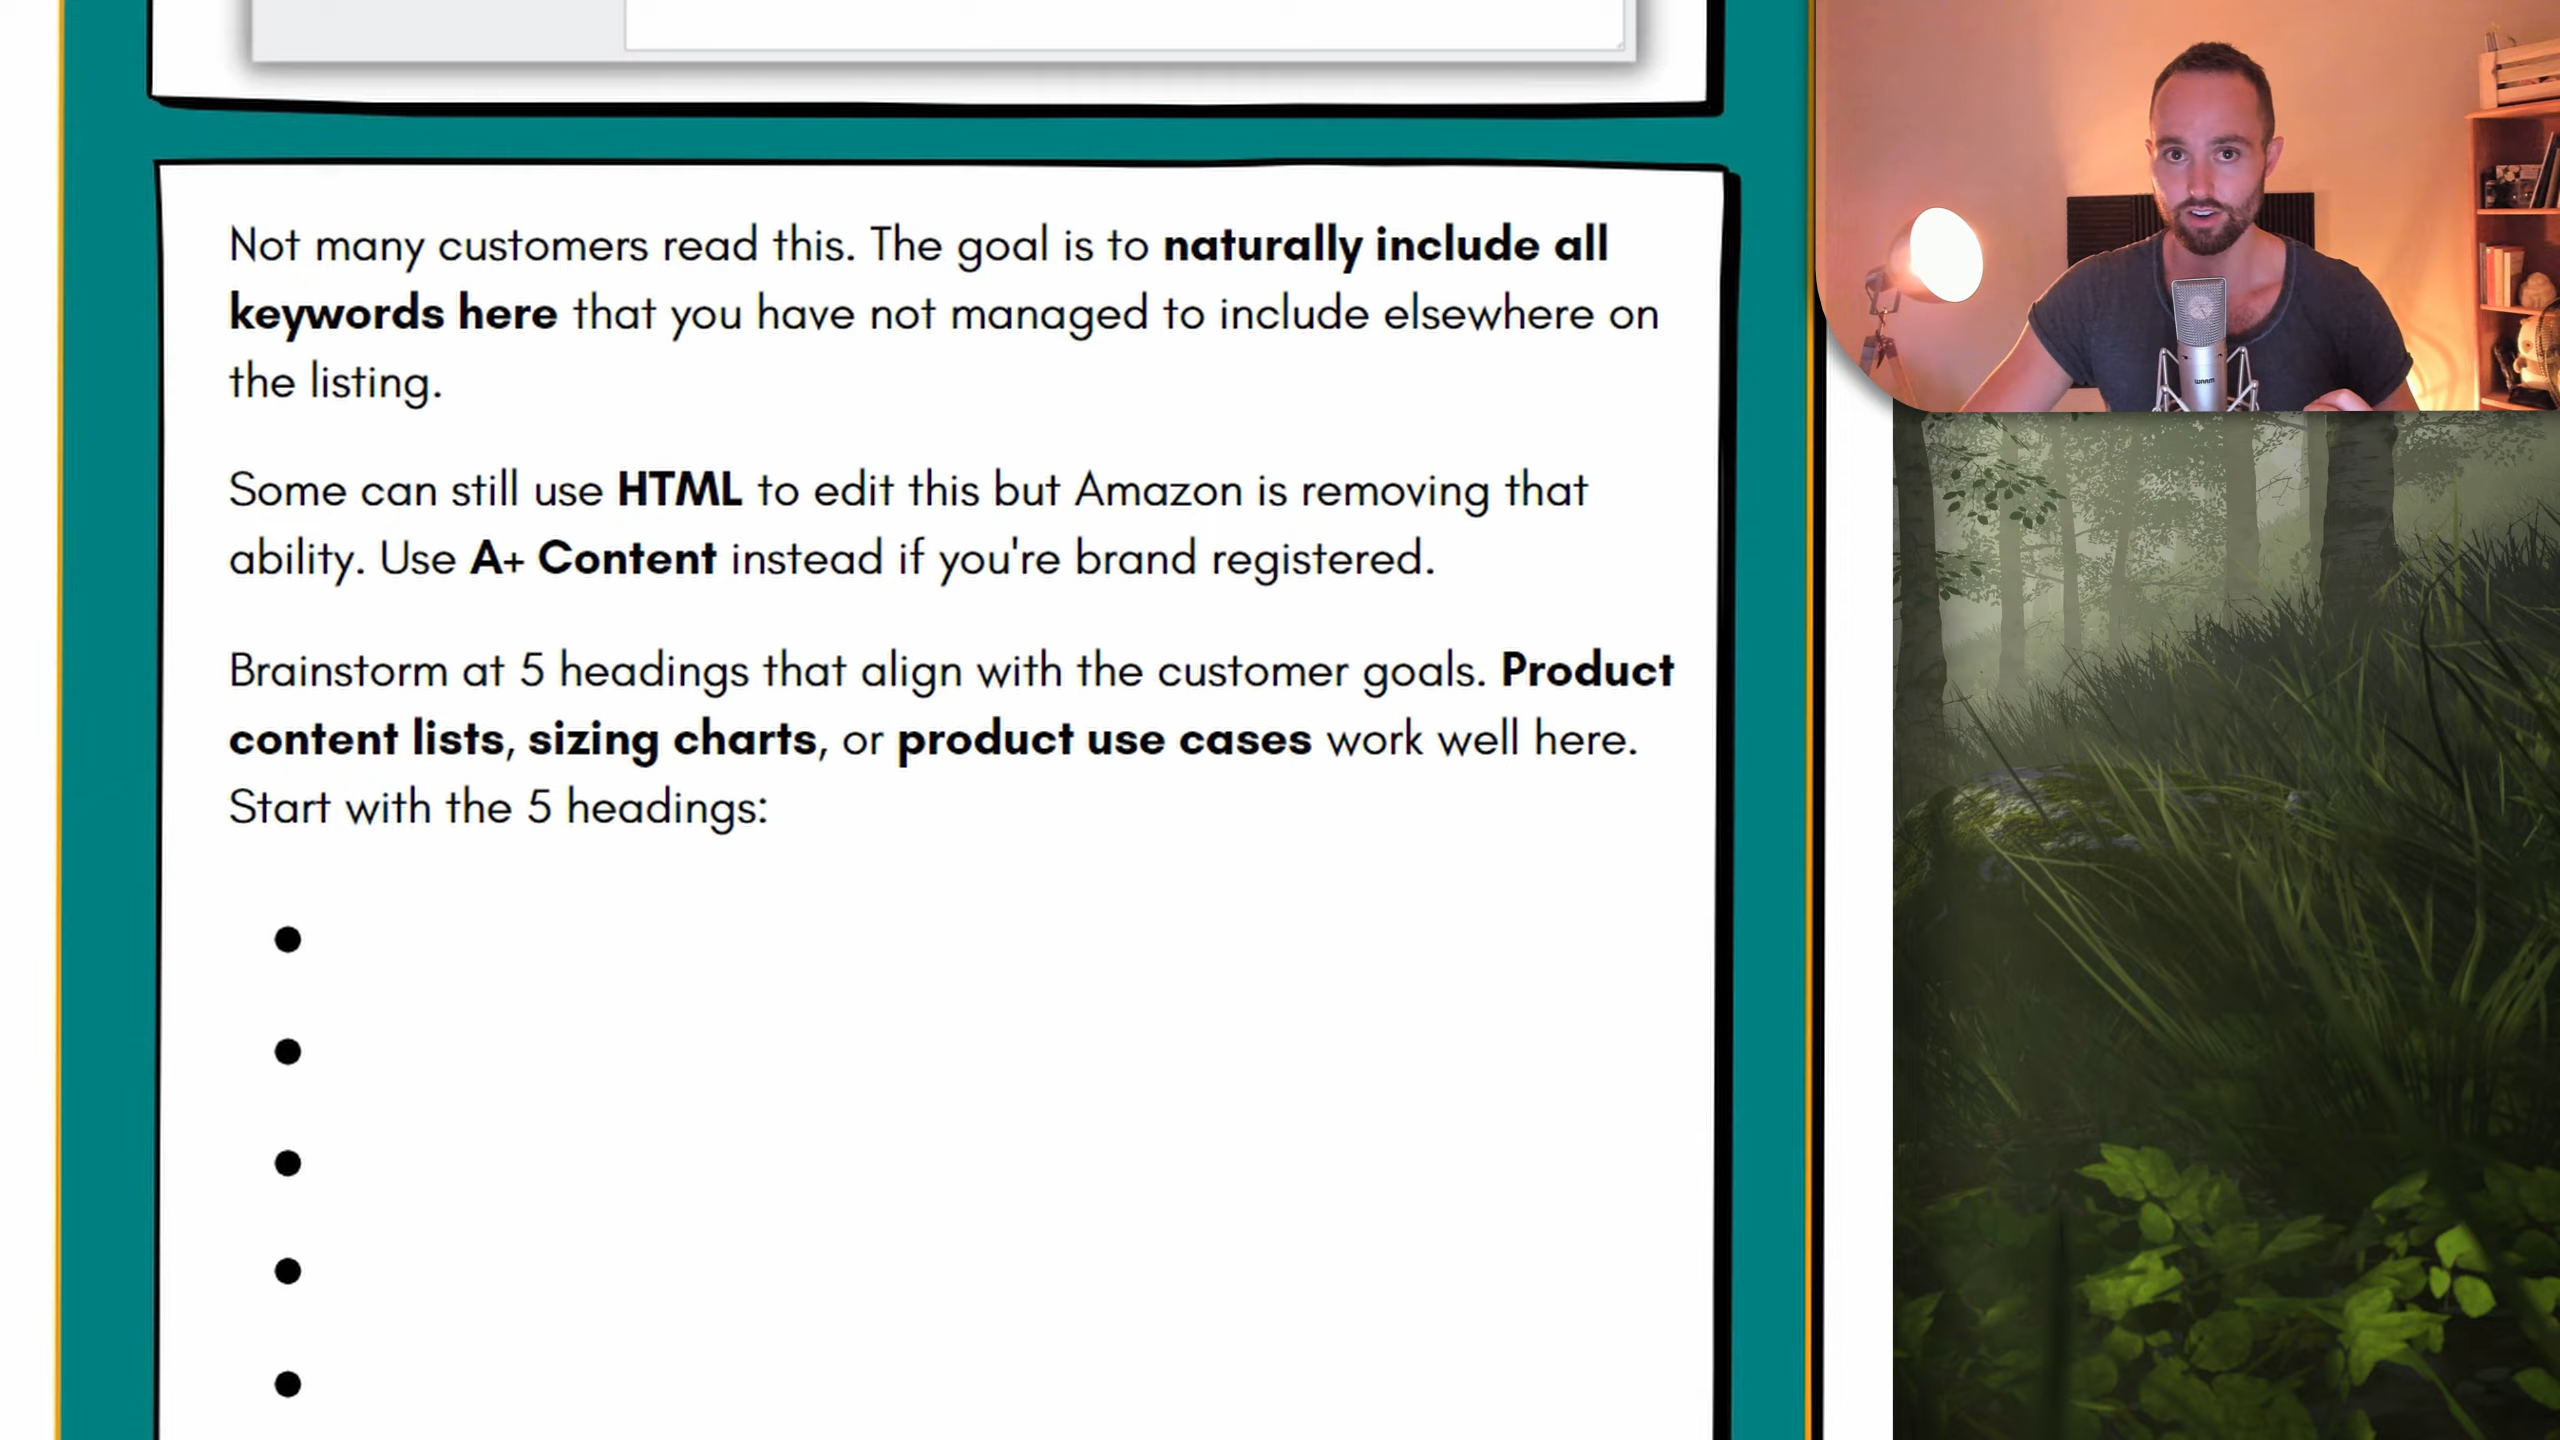 Not many customers read this. The goal is to naturally include all
keywords here that you have not managed to include elsewhere on
the listing.
Some can still use HTML to edit this but Amazon is removing that
ability. Use A+ Content instead if you're brand registered.
Brainstorm at 5 headings that align with the customer goals. Product
content lists, sizing charts, or product use cases work well here.
Start with the 5 headings:
WARM